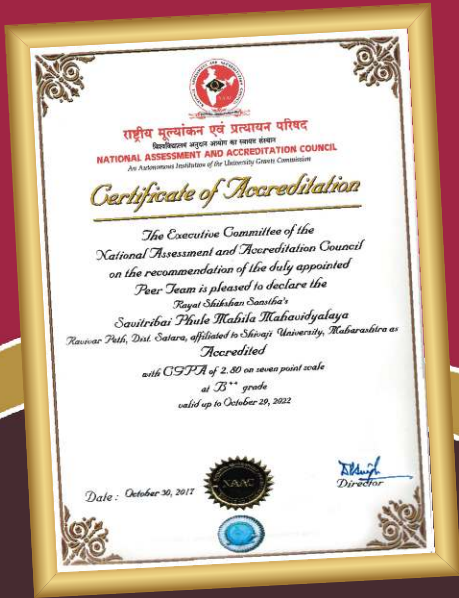 राष्ट्रीय मूल्यांकन एवं प्रत्यायन परिषद
विश्वविद्यालय अनुदान आयोग का स्वायत्त संस्थान
NATIONAL ASSESSMENT AND ACCREDITATION COUNCIL
An Autonomous Institution of the University Grants Commission
Certificate of Accreditation
The Executive Committee of the
National Assessment and Accreditation Council
on the recommendation of the duly appointed
Peer Team is pleased to declare the
Rayat Shikshan Sanstha's
Savitribai Phule Mahila Mahavidyalaya
Ravivar Peth, Dist. Satara, affiliated to Shivaji University, Maharashtra as
Accredited
with CGPA of 2.80 on seven point scale
at B++ grade
valid up to October 29, 2022
NAAC
Director
Date : October 30, 2017